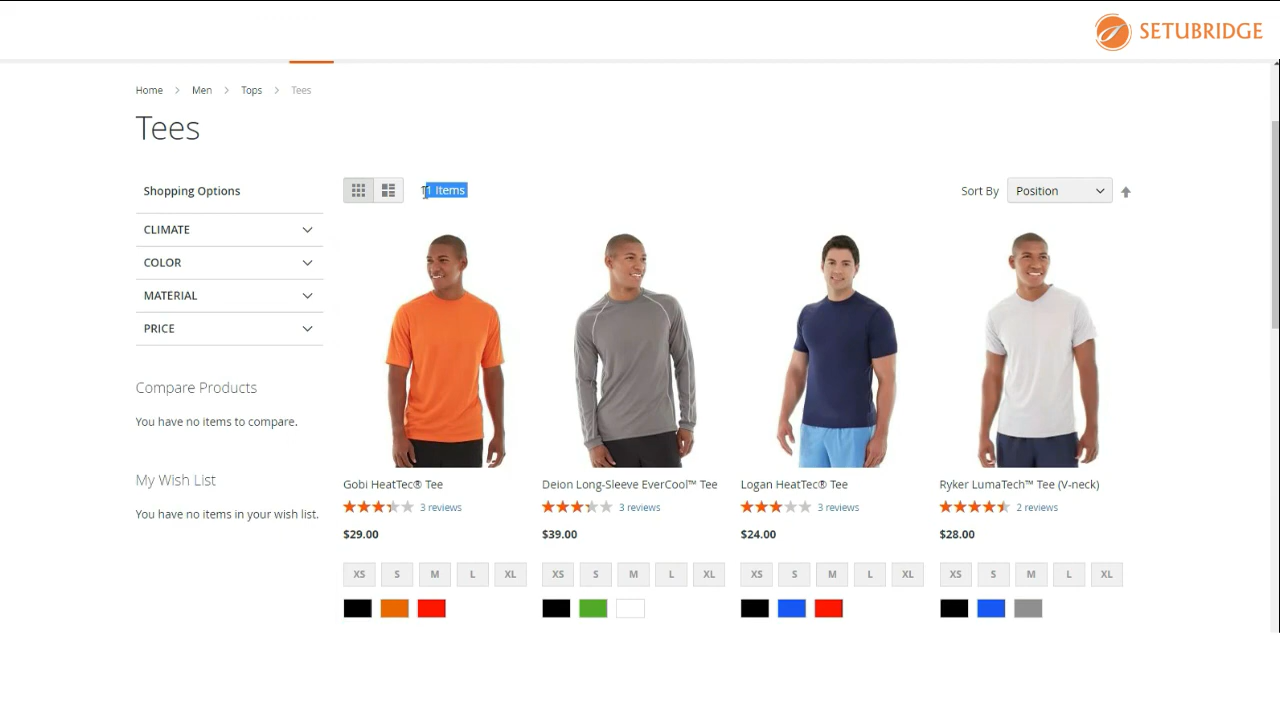 SETUBRIDGE
Home > Men > Tops > Tees
Tees
Shopping Options
11 Items
Sort By Position
CLIMATE
COLOR
MATERIAL
PRICE
Compare Products
You have no items to compare.
My Wish List
You have no items in your wish list.
Gobi HeatTec® Tee
3 reviews
$29.00
XS S M L XL
Deion Long-Sleeve EverCool™ Tee
3 reviews
$39.00
XS S M L XL
Logan HeatTec® Tee
3 reviews
$24.00
XS S M L XL
Ryker LumaTech™ Tee (V-neck)
2 reviews
$28.00
XS S M L XL